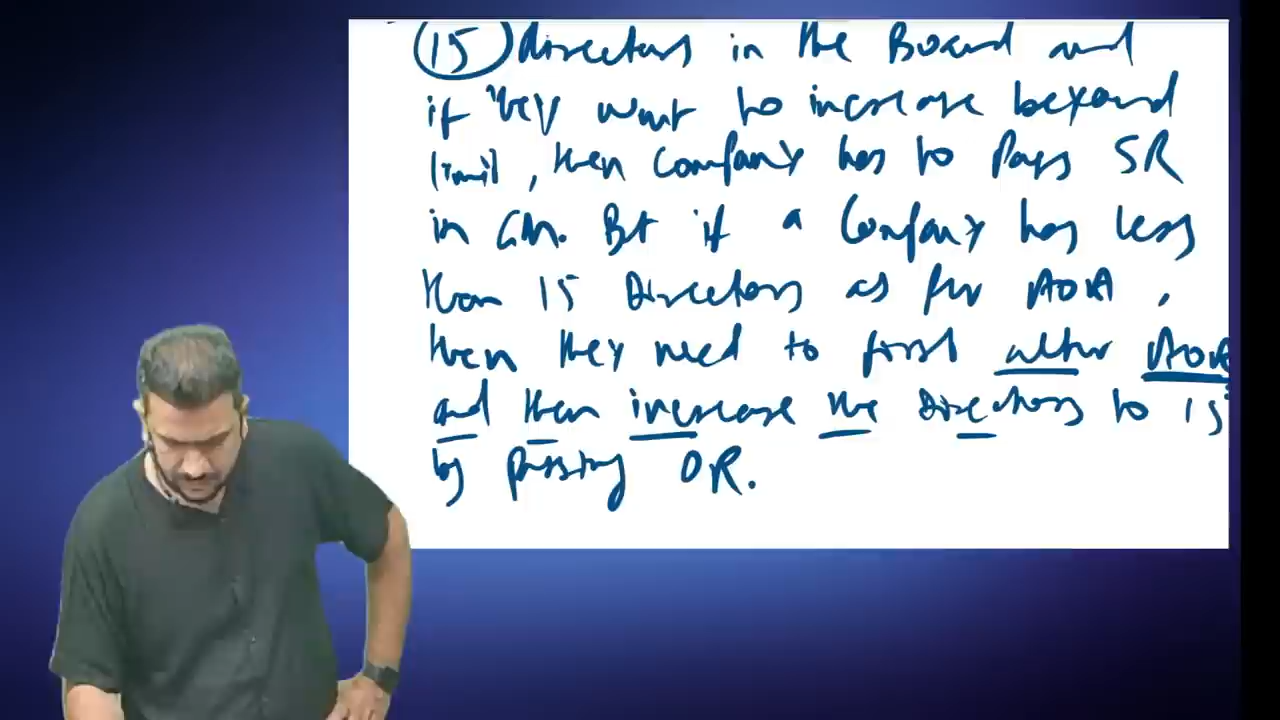 (15) directors in the Board and
if they want to increase beyond
limit, then Company has to Pass SR
in GM. But if a Company has less
than 15 Directors as per AOA,
then they need to first alter AOA
and then increase the Directors to 15
by passing OR.